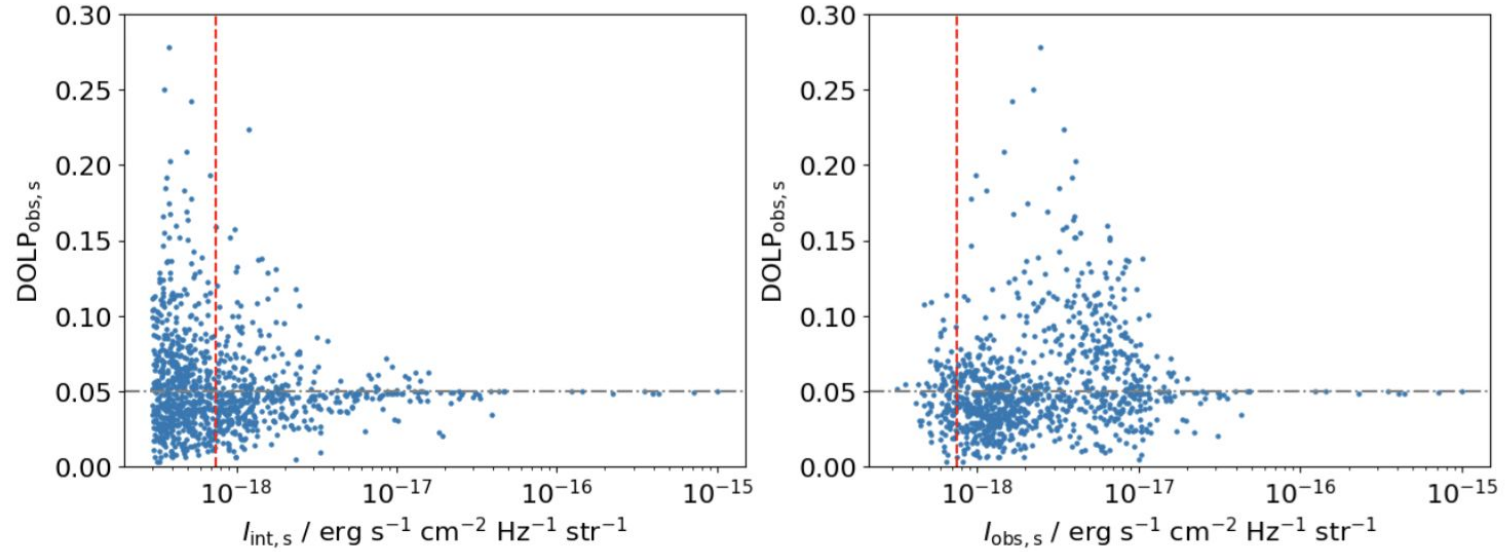 0.30
0.25
0.20
0.15
0.10
0.05
0.00
DOLP_obs, s
10⁻¹⁸ 10⁻¹⁷ 10⁻¹⁶ 10⁻¹⁵
I_int, s / erg s⁻¹ cm⁻² Hz⁻¹ str⁻¹
0.30
0.25
0.20
0.15
0.10
0.05
0.00
DOLP_obs, s
10⁻¹⁸ 10⁻¹⁷ 10⁻¹⁶ 10⁻¹⁵
I_obs, s / erg s⁻¹ cm⁻² Hz⁻¹ str⁻¹